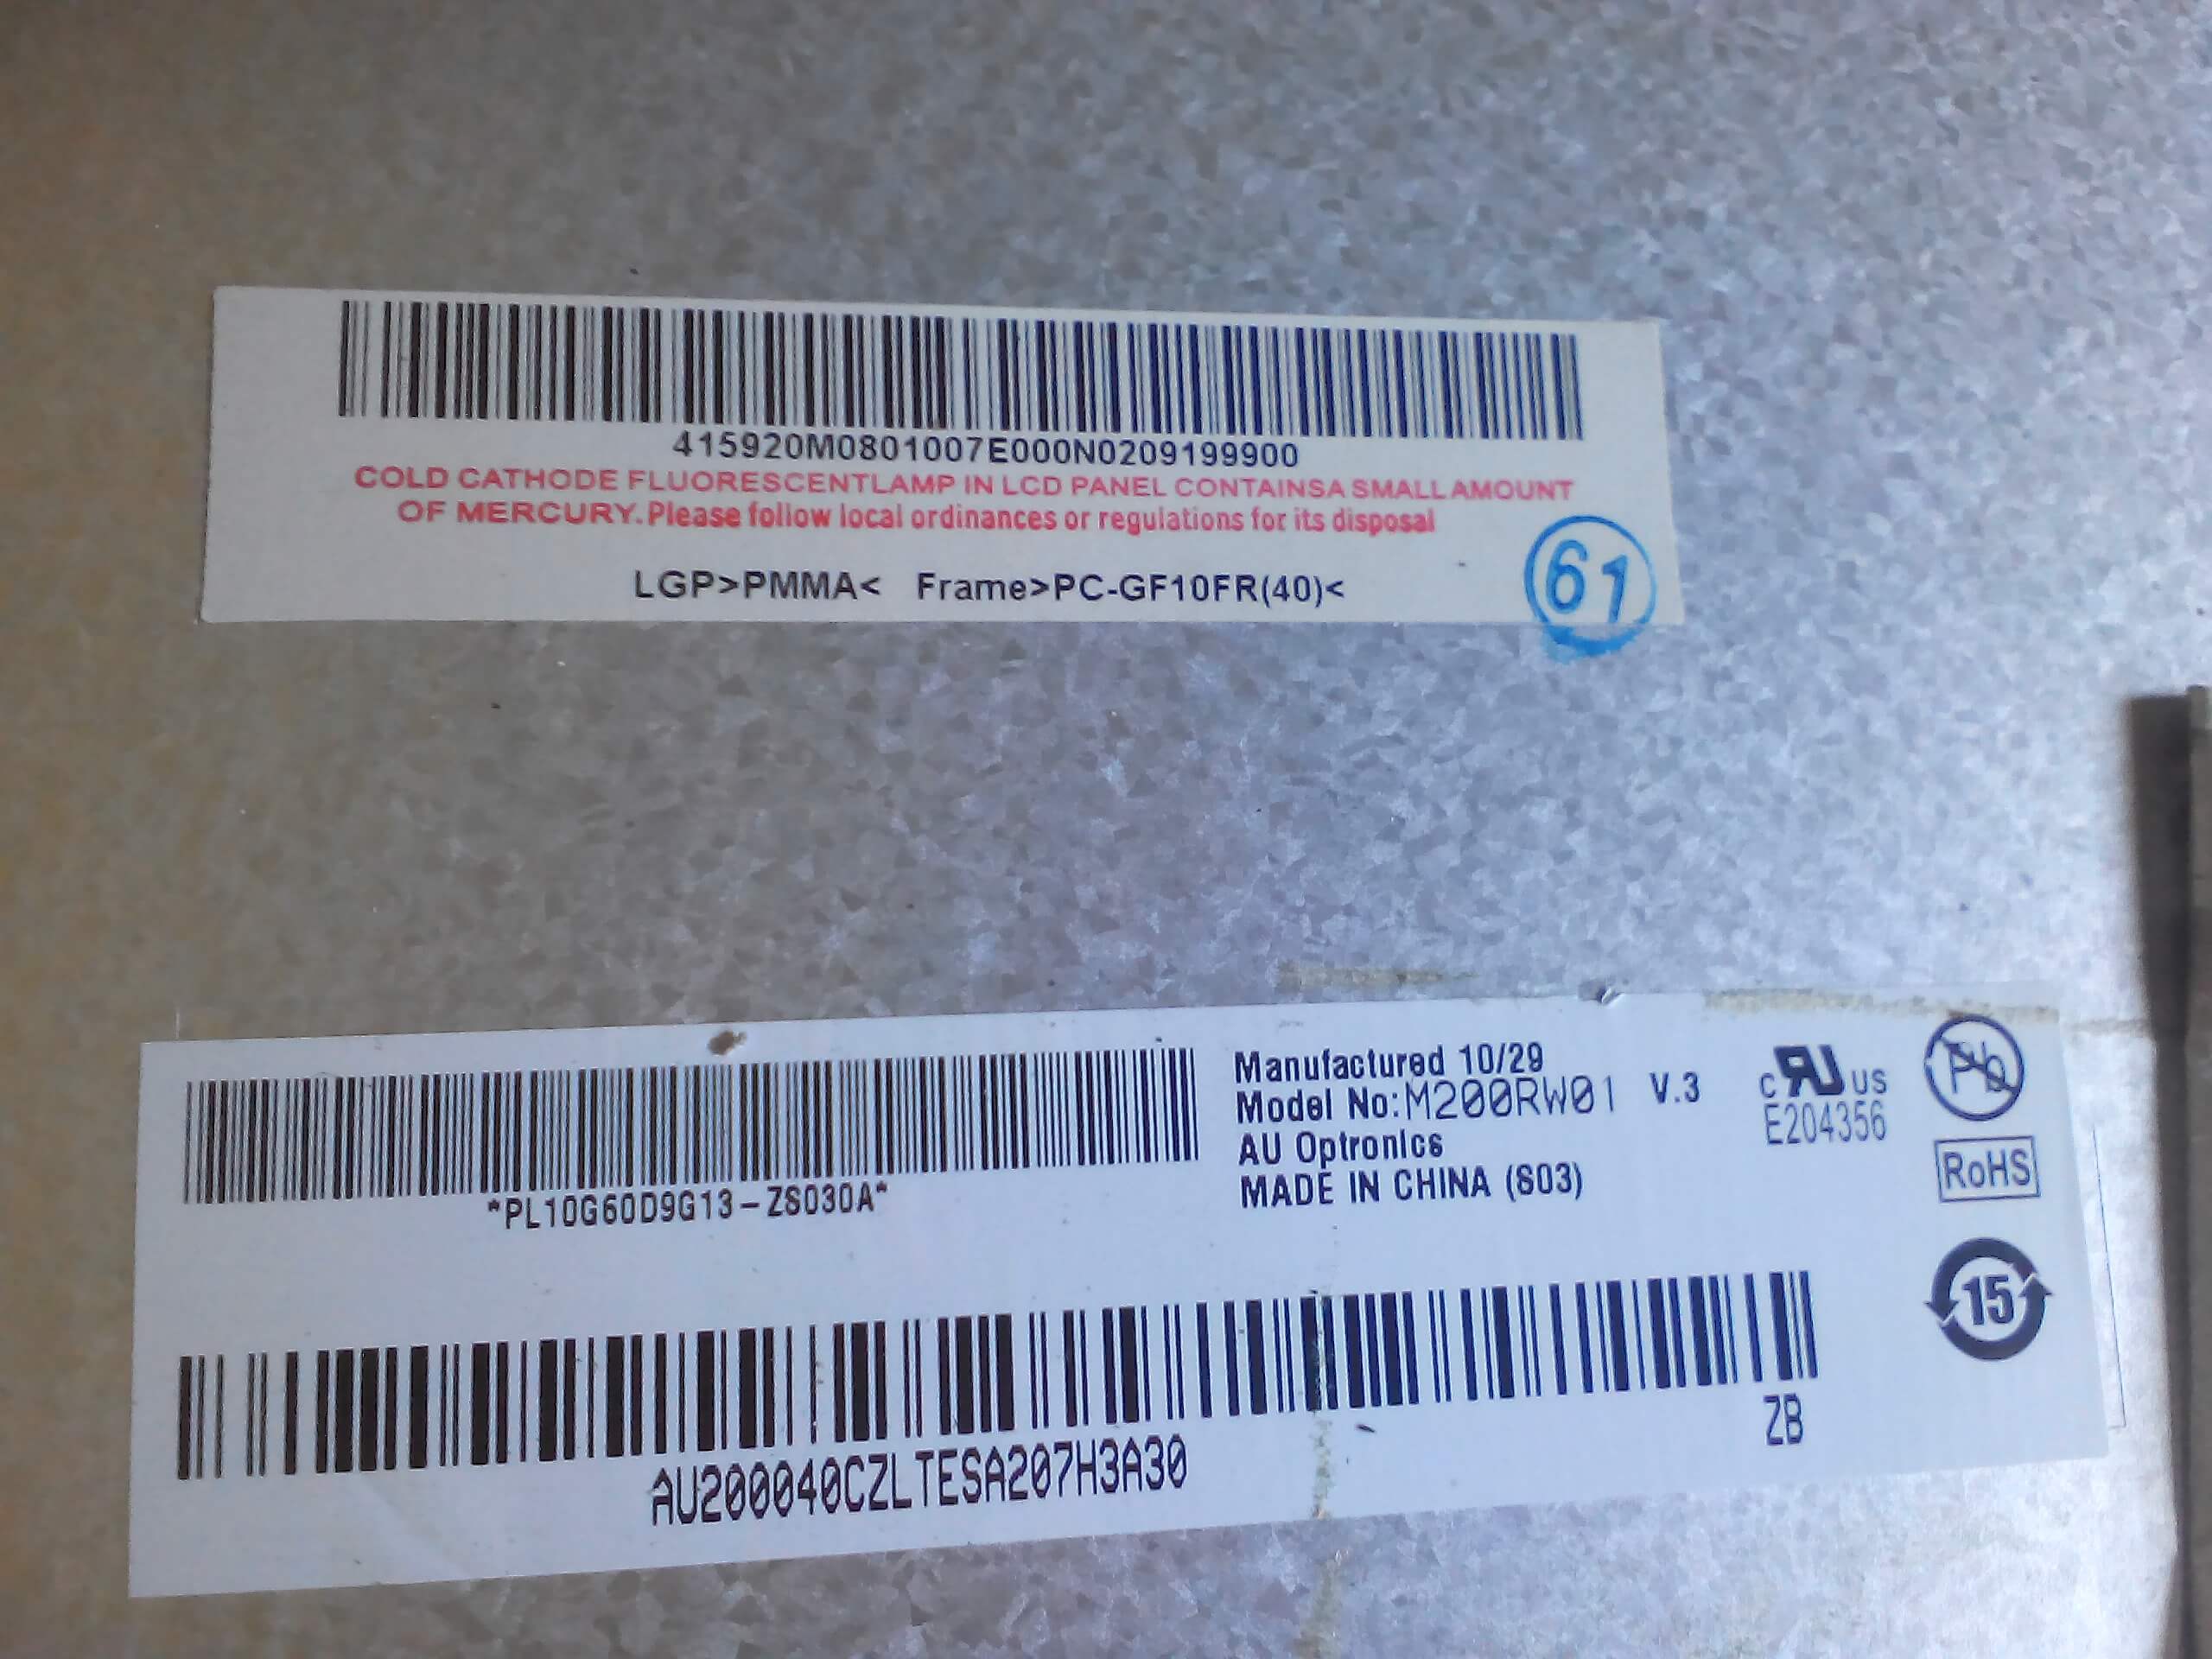 415920M0801007E000N0209199900
COLD CATHODE FLUORESCENTLAMP IN LCD PANEL CONTAINSA SMALL AMOUNT
OF MERCURY.Please follow local ordinances or regulations for its disposal
LGP>PMMA< Frame>PC-GF10FR(40)<
61
*PL10G60D9G13-ZS030A*
Manufactured 10/29
Model No:M200RW01 V.3
AU Optronics
MADE IN CHINA (S03)
c RU US
E204356
Pb
RoHS
15
AU200040CZLTESA207H3A30
ZB